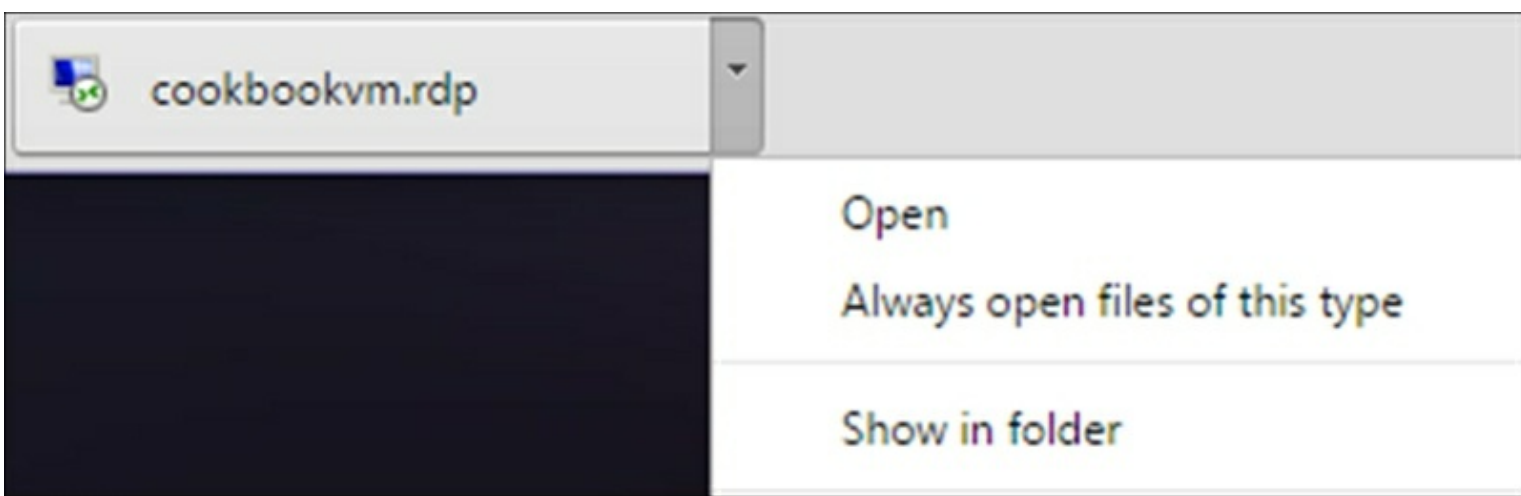 cookbookvm.rdp
Open
Always open files of this type
Show in folder